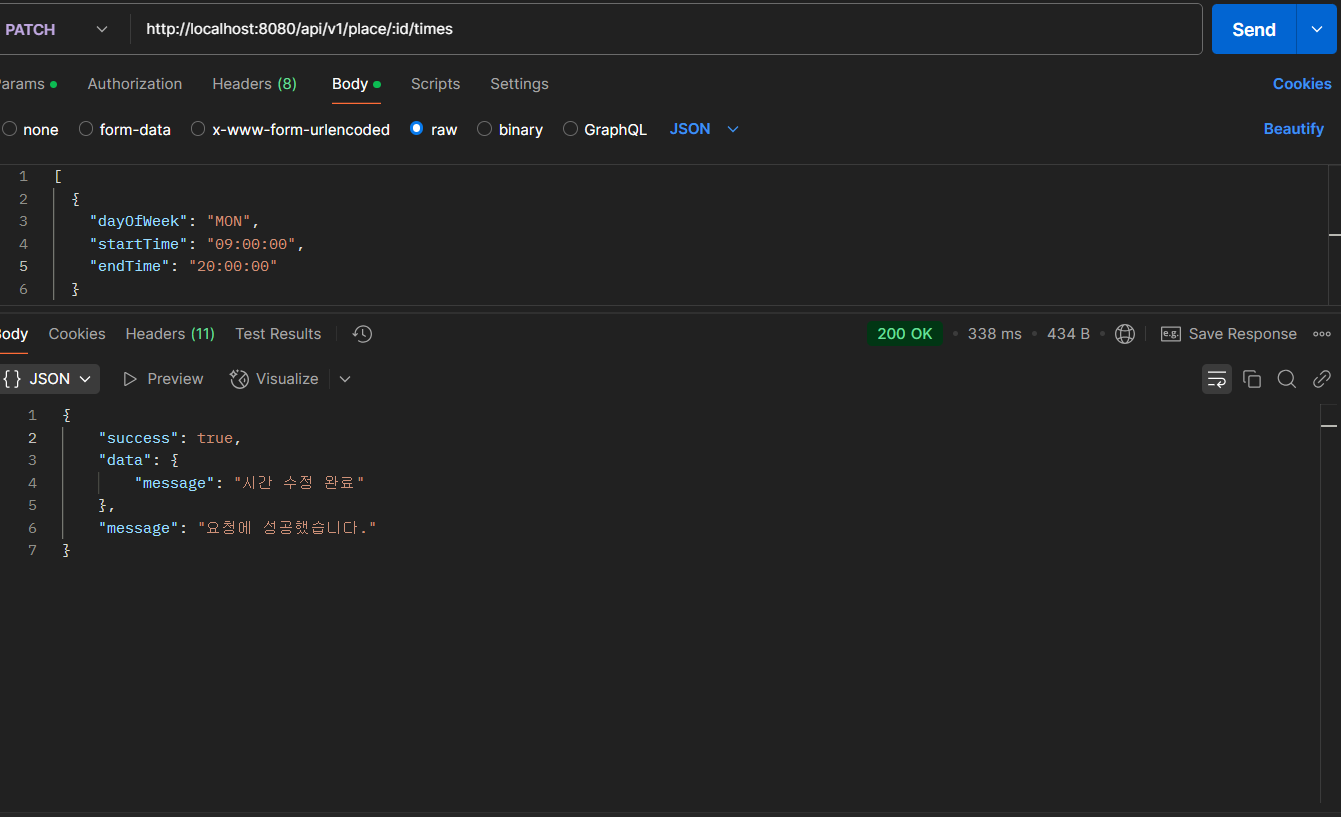 PATCH http://localhost:8080/api/v1/place/:id/times Send
Params Authorization Headers (8) Body Scripts Settings Cookies
none form-data x-www-form-urlencoded raw binary GraphQL JSON Beautify
1 [
2 {
3 "dayOfWeek": "MON",
4 "startTime": "09:00:00",
5 "endTime": "20:00:00"
6 }
Body Cookies Headers (11) Test Results 200 OK • 338 ms • 434 B • e.g. Save Response
{} JSON Preview Visualize
1 {
2 "success": true,
3 "data": {
4 "message": "시간 수정 완료"
5 },
6 "message": "요청에 성공했습니다."
7 }